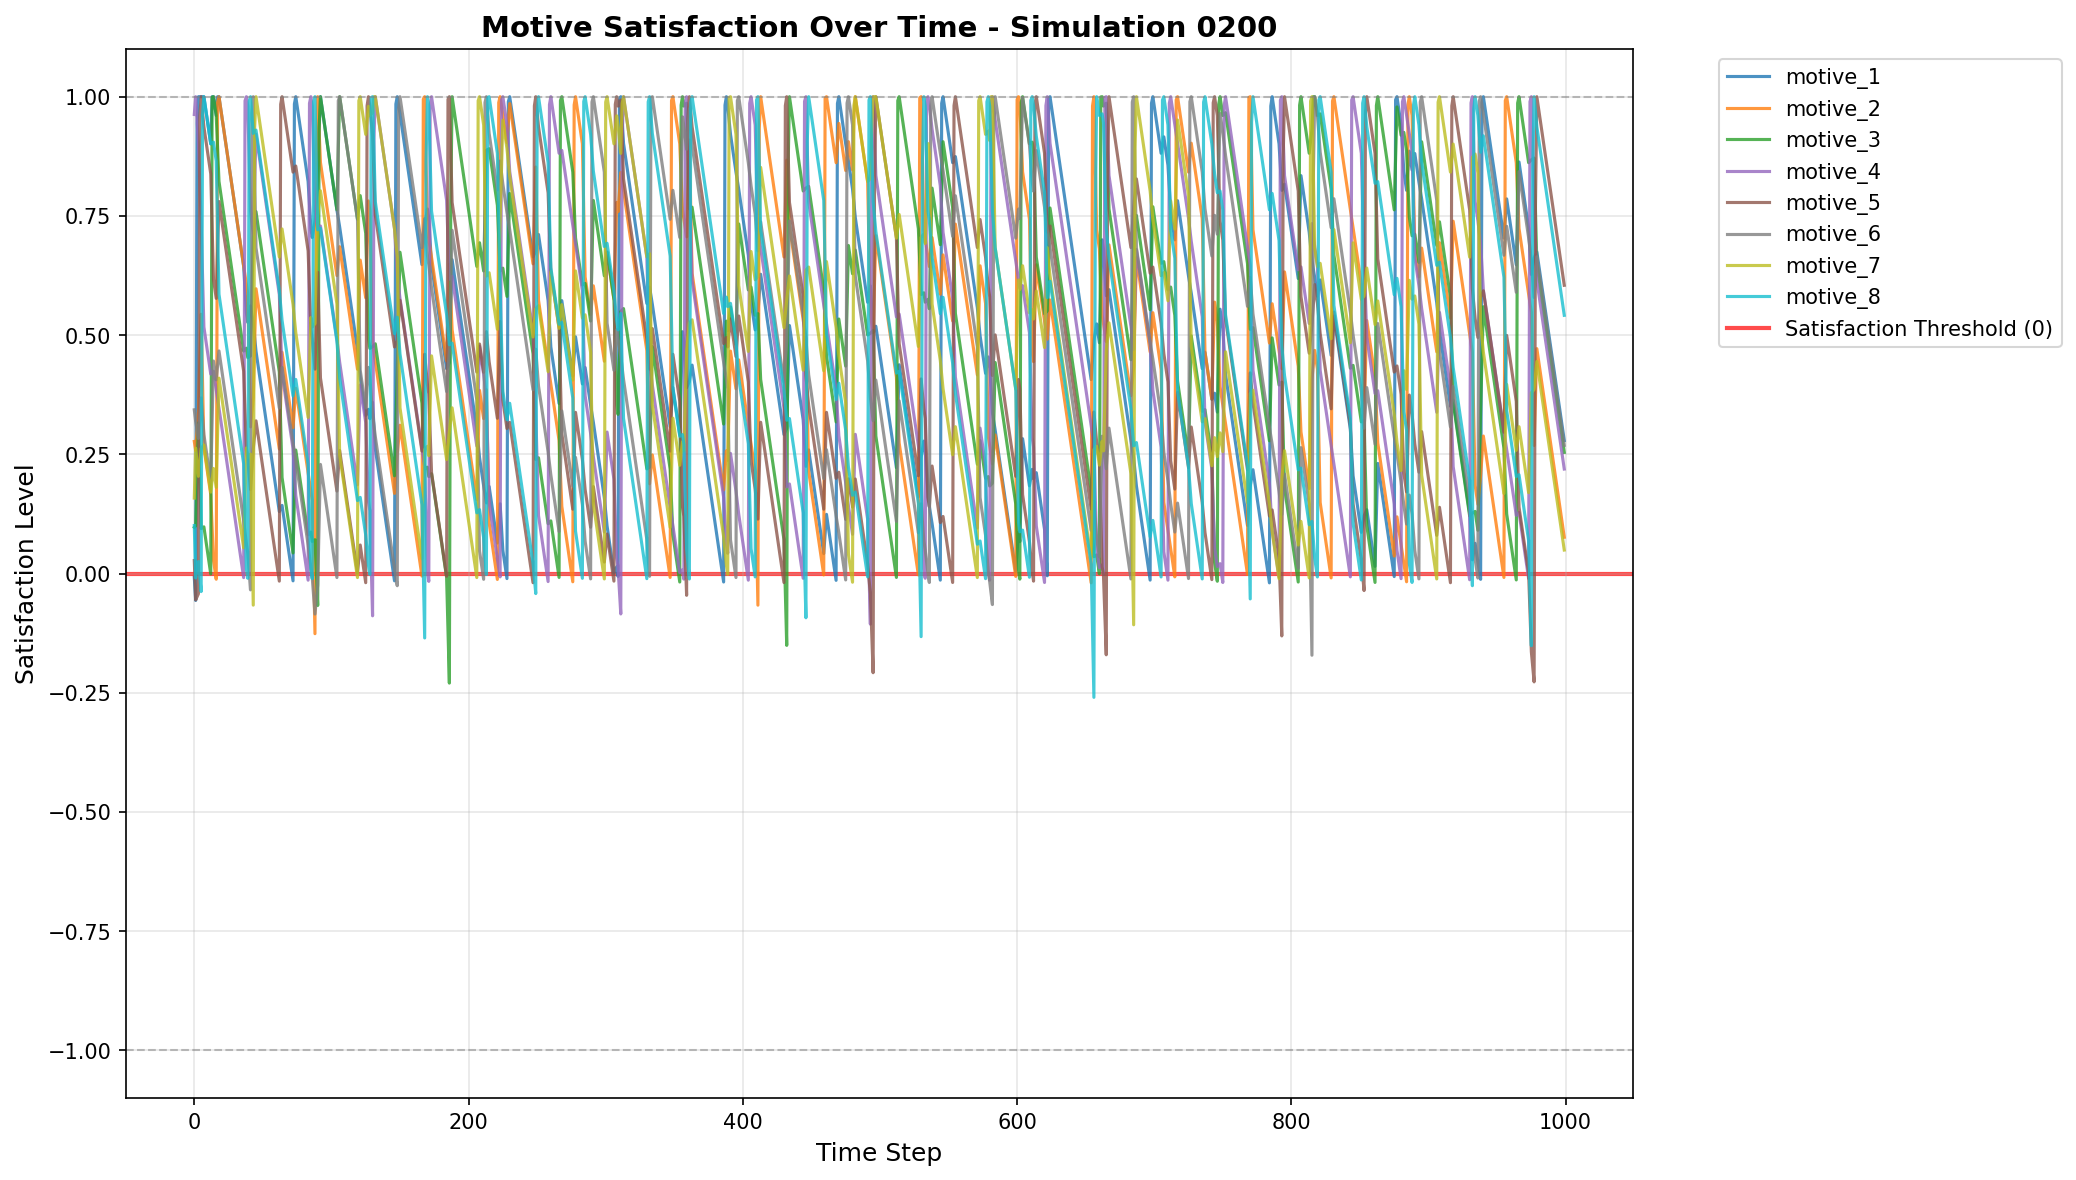 Motive Satisfaction Over Time - Simulation 0200
1.00
0.75
0.50
0.25
0.00
−0.25
−0.50
−0.75
−1.00
Satisfaction Level
0
200
400
600
800
1000
Time Step
motive_1
motive_2
motive_3
motive_4
motive_5
motive_6
motive_7
motive_8
Satisfaction Threshold (0)